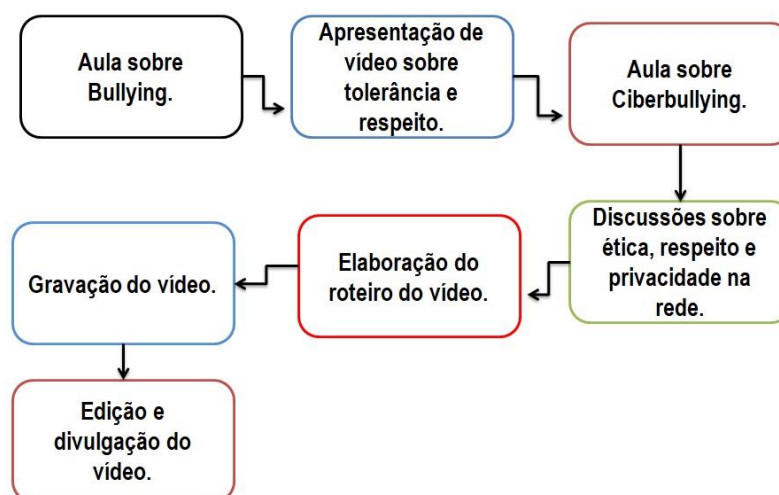 Aula sobre
Bullying.
Apresentação de
vídeo sobre
tolerância e
respeito.
Aula sobre
Ciberbullying.
Discussões sobre
ética, respeito e
privacidade na
rede.
Elaboração do
roteiro do vídeo.
Gravação do vídeo.
Edição e
divulgação do
vídeo.